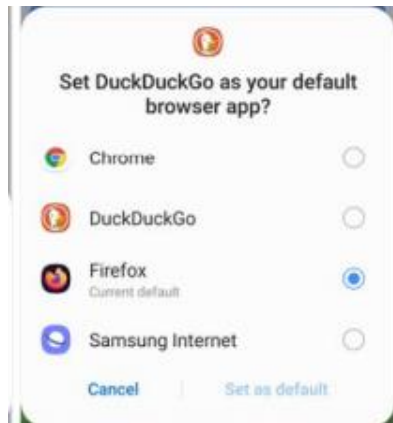 Set DuckDuckGo as your default
browser app?
Chrome
DuckDuckGo
Firefox
Current default
Samsung Internet
Cancel
Set as default